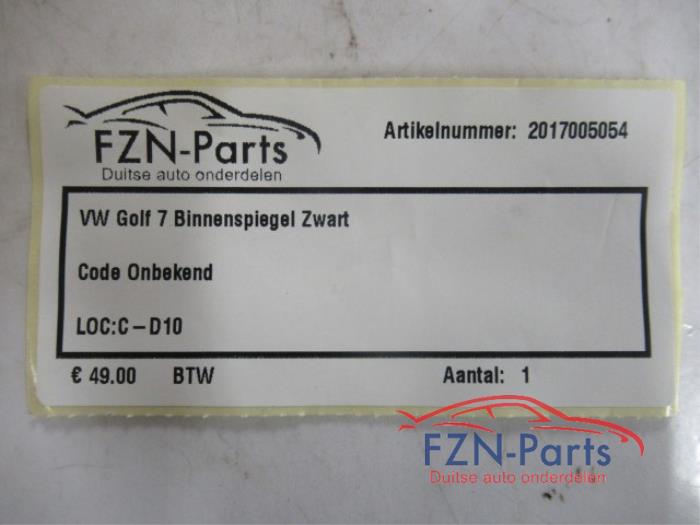 FZN-Parts
Duitse auto onderdelen
Artikelnummer: 2017005054
VW Golf 7 Binnenspiegel Zwart
Code Onbekend
LOC:C-D10
€ 49.00 BTW Aantal: 1
FZN-Parts
Duitse auto onderdelen